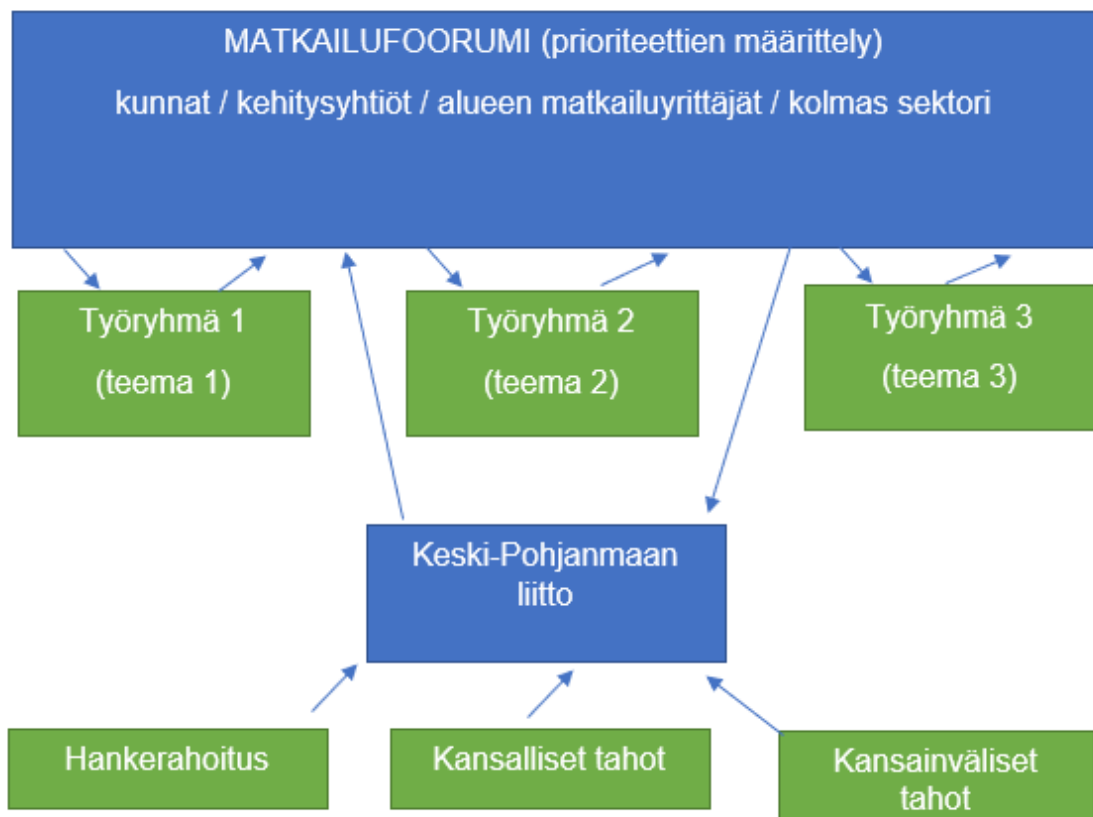 MATKAILUFOORUMI (prioriteettien määrittely)
kunnat / kehitysyhtiöt / alueen matkailuyrittäjät / kolmas sektori
Työryhmä 1
(teema 1)
Työryhmä 2
(teema 2)
Työryhmä 3
(teema 3)
Keski-Pohjanmaan
liitto
Hankerahoitus
Kansalliset tahot
Kansainväliset
tahot